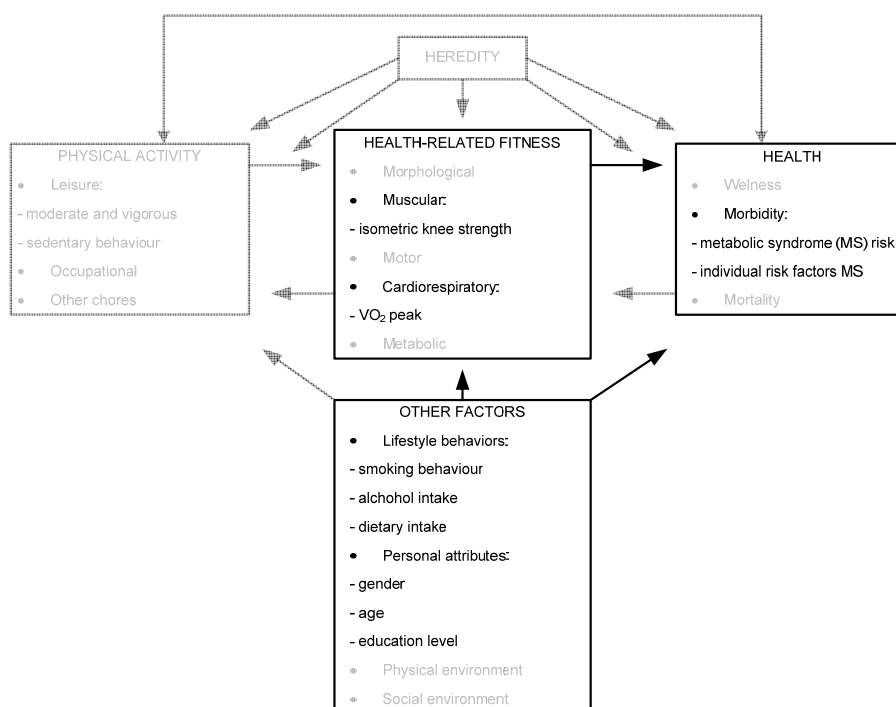 HEREDITY
PHYSICAL ACTIVITY
• Leisure:
- moderate and vigorous
- sedentary behaviour
• Occupational
• Other chores
HEALTH-RELATED FITNESS
• Morphological
• Muscular:
- isometric knee strength
• Motor
• Cardiorespiratory:
- VO₂ peak
• Metabolic
HEALTH
• Welness
• Morbidity:
- metabolic syndrome (MS) risk
- individual risk factors MS
• Mortality
OTHER FACTORS
• Lifestyle behaviors:
- smoking behaviour
- alchohol intake
- dietary intake
• Personal attributes:
- gender
- age
- education level
• Physical environment
• Social environment